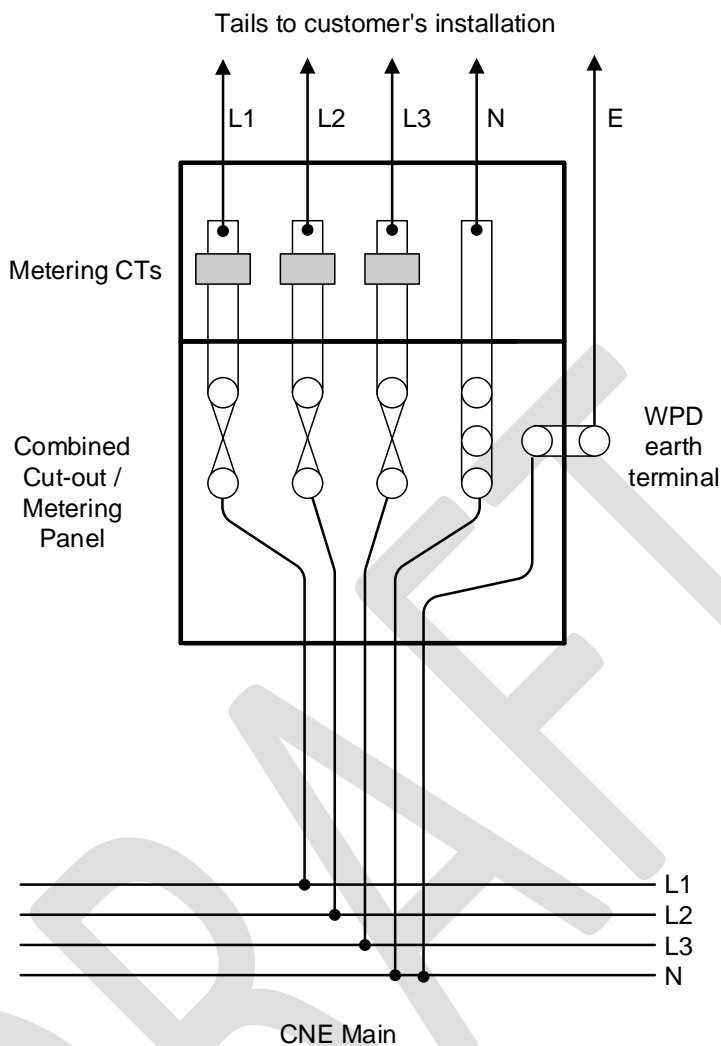 Tails to customer's installation
L1 L2 L3 N E
Metering CTs
Combined
Cut-out /
Metering
Panel
WPD
earth
terminal
L1
L2
L3
N
CNE Main
DRAFT